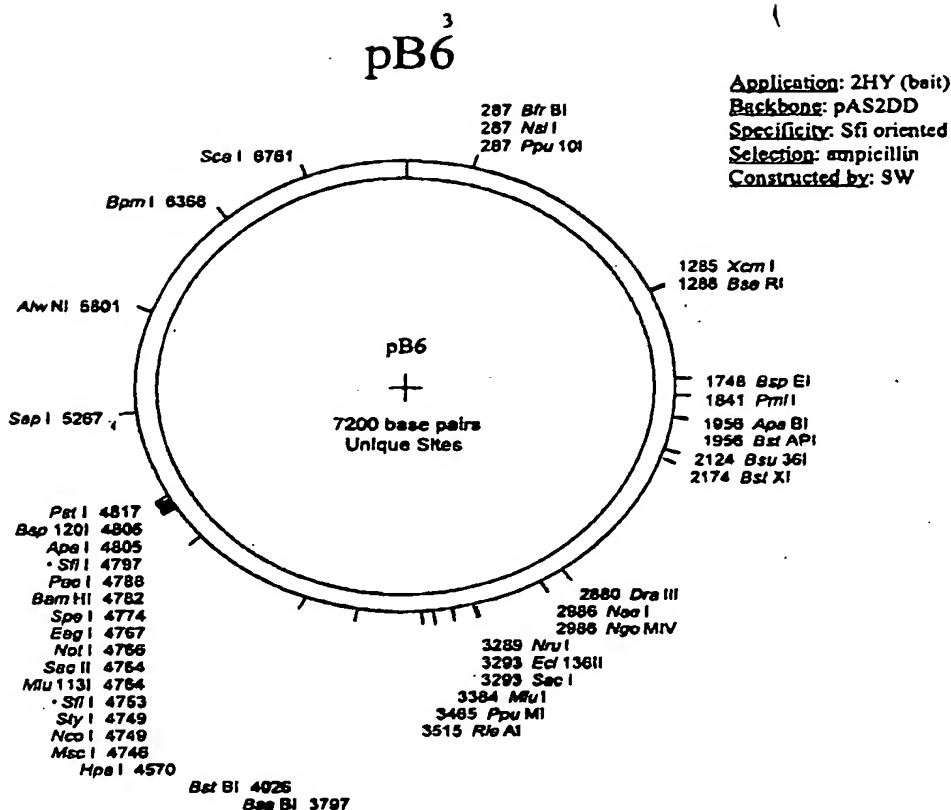 3
pB6
Application: 2HY (bait)
Backbone: pAS2DD
Specificity: Sfi oriented
Selection: ampicillin
Constructed by: SW
287 Bfr BI
287 Nsi I
287 Ppu 10I
Sca I 6761
Bpm I 6368
Alw NI 5801
Sap I 5267
1285 Xcm I
1288 Bse RI
pB6
7200 base pairs
Unique Sites
1748 Bsp EI
1841 Pml I
1956 Apa BI
1956 Bst API
2124 Bsu 36I
2174 Bst XI
Pst I 4817
Bsp 120I 4805
Apa I 4805
• Sfi I 4797
Pac I 4788
Bam HI 4782
Spe I 4774
Eag I 4767
Not I 4766
Sac II 4764
Mlu 113I 4764
• Sfi I 4753
Sty I 4749
Nco I 4749
Msc I 4746
Hpa I 4570
Bst BI 4026
Bsa BI 3797
2880 Dra III
2986 Nae I
2986 Ngo MIV
3289 Nru I
3293 Ecl 136II
3293 Sac I
3384 Mlu I
3465 Ppu MI
3515 Rle AI